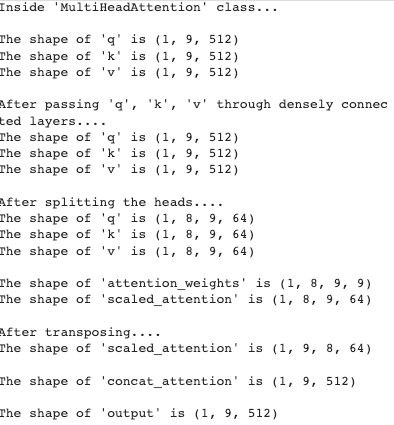 Inside 'MultiHeadAttention' class...
The shape of 'q' is (1, 9, 512)
The shape of 'k' is (1, 9, 512)
The shape of 'v' is (1, 9, 512)
After passing 'q', 'k', 'v' through densely connec
ted layers....
The shape of 'q' is (1, 9, 512)
The shape of 'k' is (1, 9, 512)
The shape of 'v' is (1, 9, 512)
After splitting the heads....
The shape of 'q' is (1, 8, 9, 64)
The shape of 'k' is (1, 8, 9, 64)
The shape of 'v' is (1, 8, 9, 64)
The shape of 'attention_weights' is (1, 8, 9, 9)
The shape of 'scaled_attention' is (1, 8, 9, 64)
After transposing....
The shape of 'scaled_attention' is (1, 9, 8, 64)
The shape of 'concat_attention' is (1, 9, 512)
The shape of 'output' is (1, 9, 512)